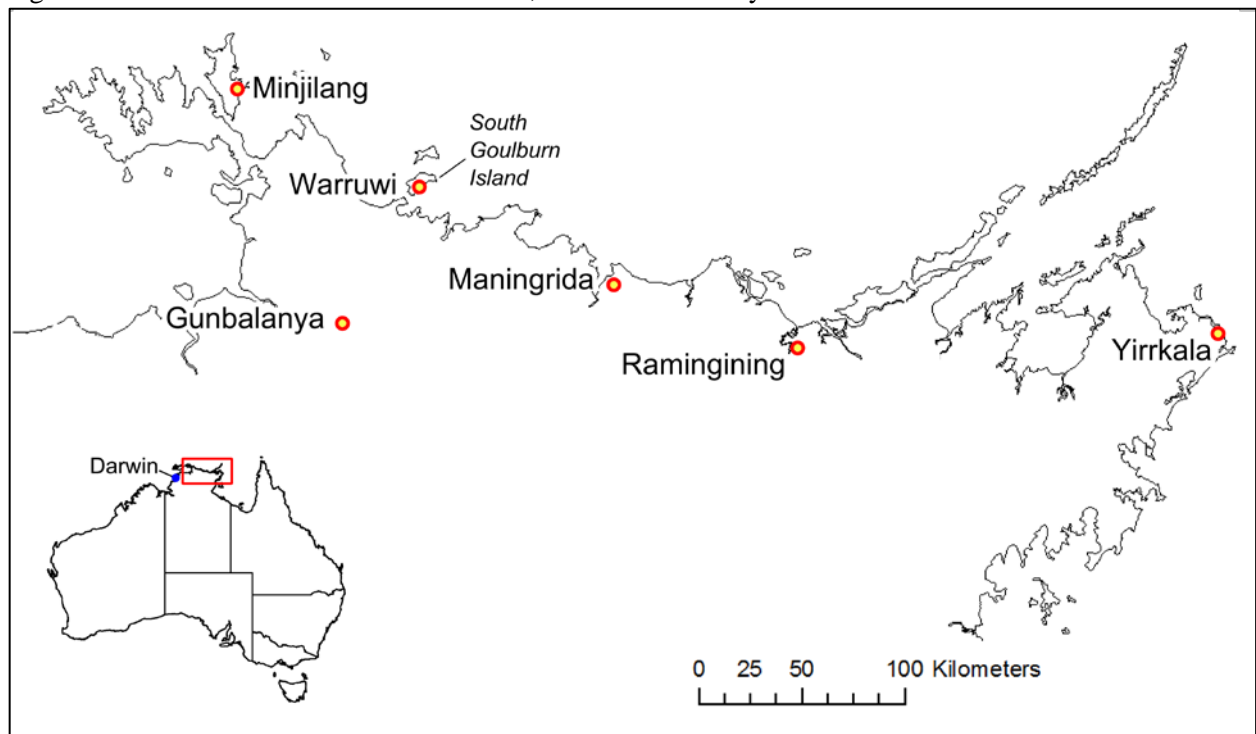 Minjilang
South
Goulburn
Island
Warruwi
Maningrida
Gunbalanya
Ramingining
Yirrkala
Darwin
0 25 50 100 Kilometers